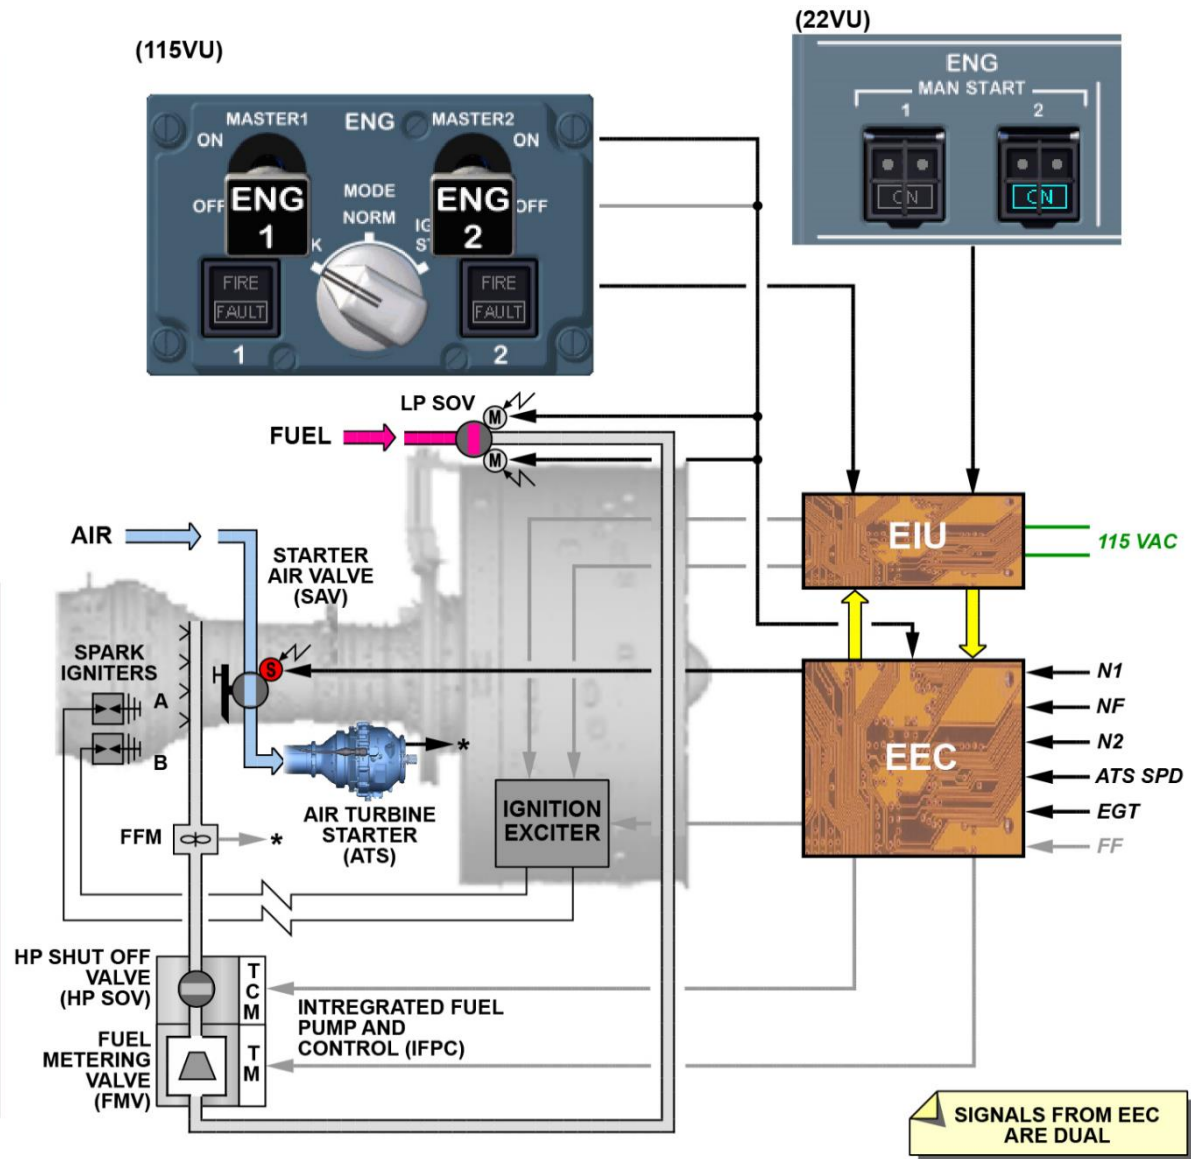 (115VU)
(22VU)
MASTER1
ENG
MASTER2
ON
ON
OFF
ENG
1
MODE
NORM
K
ENG
2
OFF
FIRE
FAULT
1
FIRE
FAULT
2
ENG
MAN START
1
2
ON
ON
LP SOV
M
FUEL
M
AIR
STARTER
AIR VALVE
(SAV)
EIU
115 VAC
SPARK
IGNITERS
A
B
S
EEC
N1
NF
N2
ATS SPD
EGT
FF
*
AIR TURBINE
STARTER
(ATS)
IGNITION
EXCITER
FFM
*
HP SHUT OFF
VALVE
(HP SOV)
TCM
INTREGRATED FUEL
PUMP AND
CONTROL (IFPC)
FUEL
METERING
VALVE
(FMV)
TM
SIGNALS FROM EEC
ARE DUAL